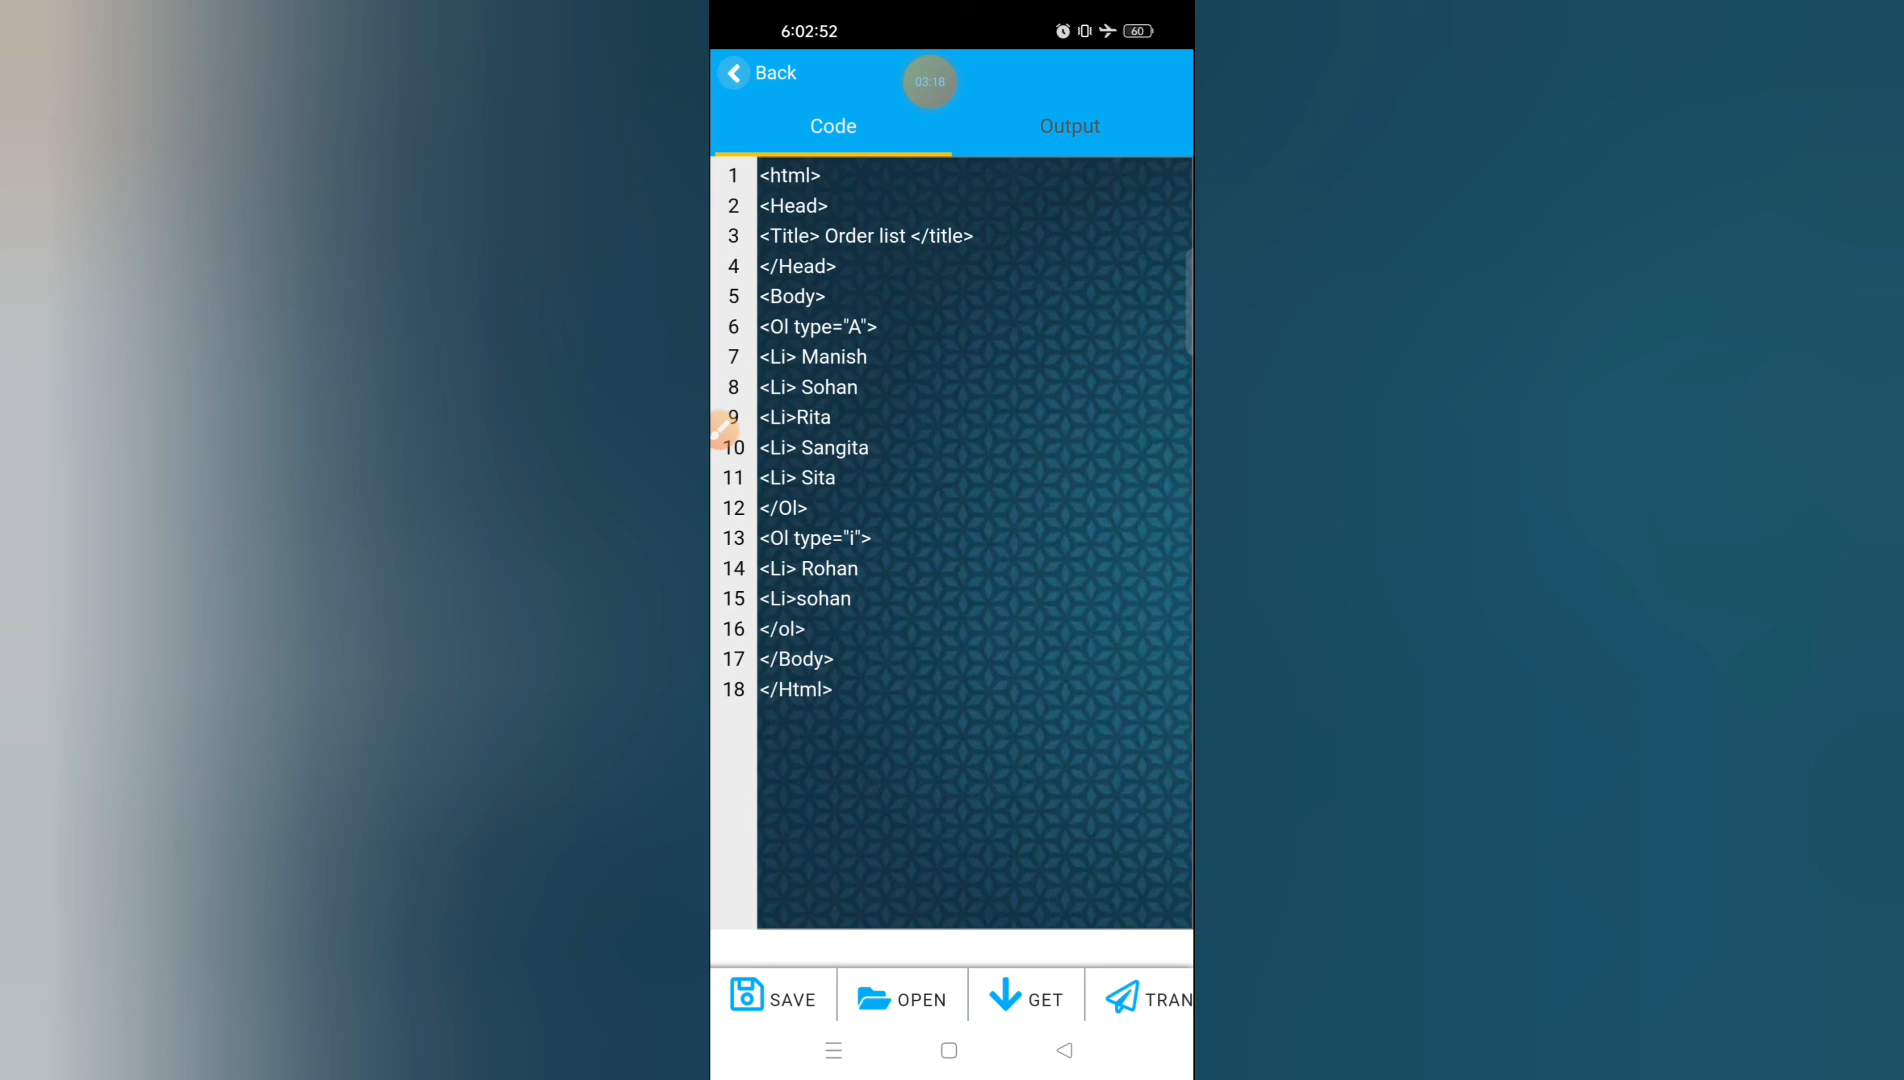 6:02:52
60
Back
03:18
Code Output
1 <html>
2 <Head>
3 <Title> Order list </title>
4 </Head>
5 <Body>
6 <Ol type="A">
7 <Li> Manish
8 <Li> Sohan
9 <Li>Rita
10 <Li> Sangita
11 <Li> Sita
12 </Ol>
13 <Ol type="i">
14 <Li> Rohan
15 <Li>sohan
16 </ol>
17 </Body>
18 </Html>
SAVE OPEN GET TRAN